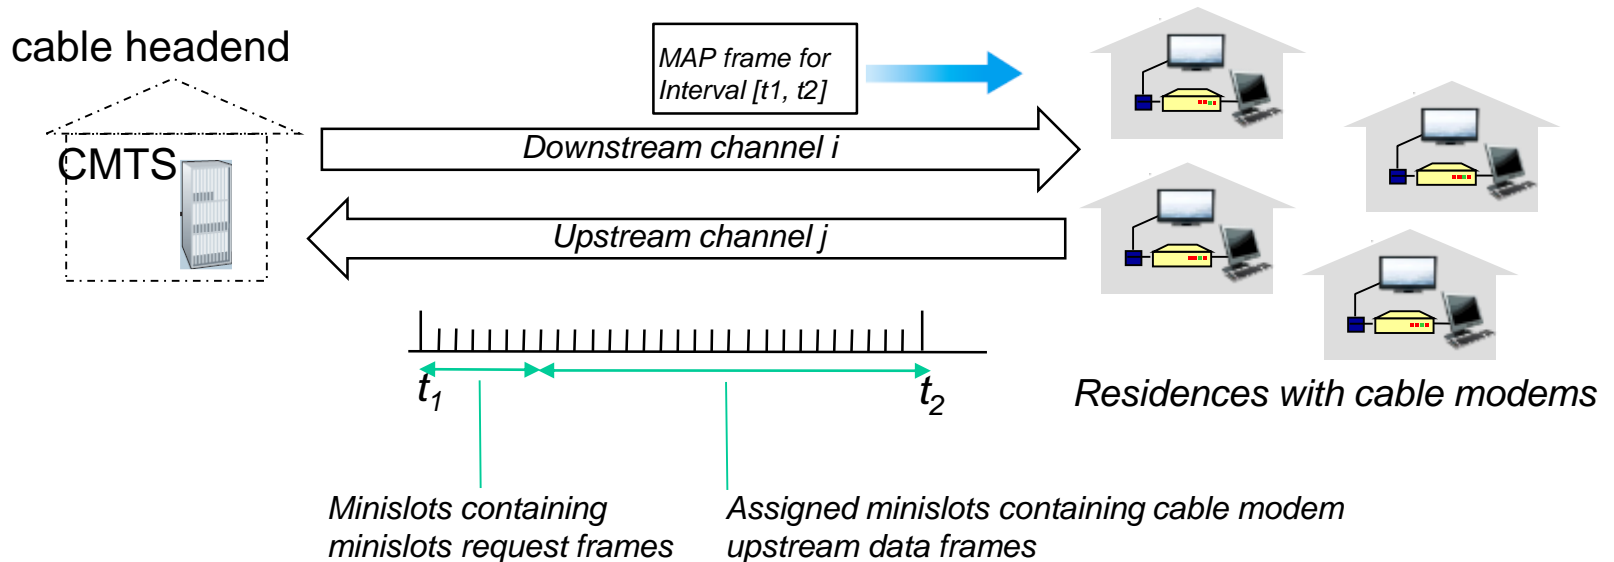 cable headend
MAP frame for
Interval [t1, t2]
CMTS
Downstream channel i
Upstream channel j
t1
t2
Residences with cable modems
Minislots containing
minislots request frames
Assigned minislots containing cable modem
upstream data frames